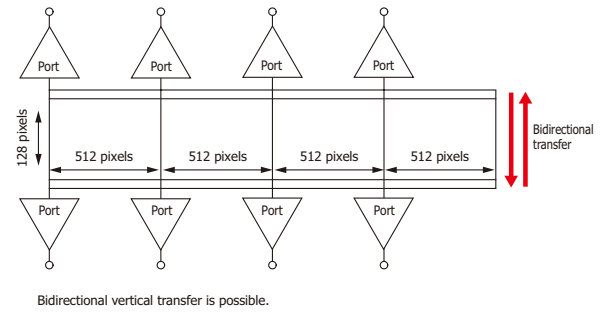 Port Port Port Port
128 pixels
512 pixels 512 pixels 512 pixels 512 pixels
Bidirectional
transfer
Port Port Port Port
Bidirectional vertical transfer is possible.